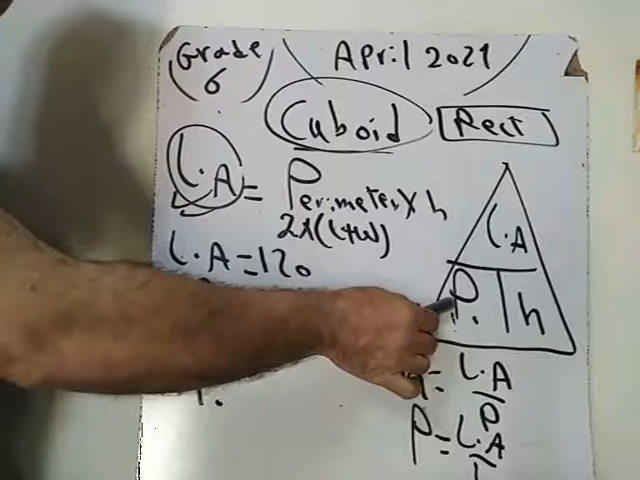 Grade 6
April 2021
Cuboid
Rect
L.A = Perimeter x h
2x(L+W)
L.A = 120
L.A
P. h
= L.A
P
P = L.A